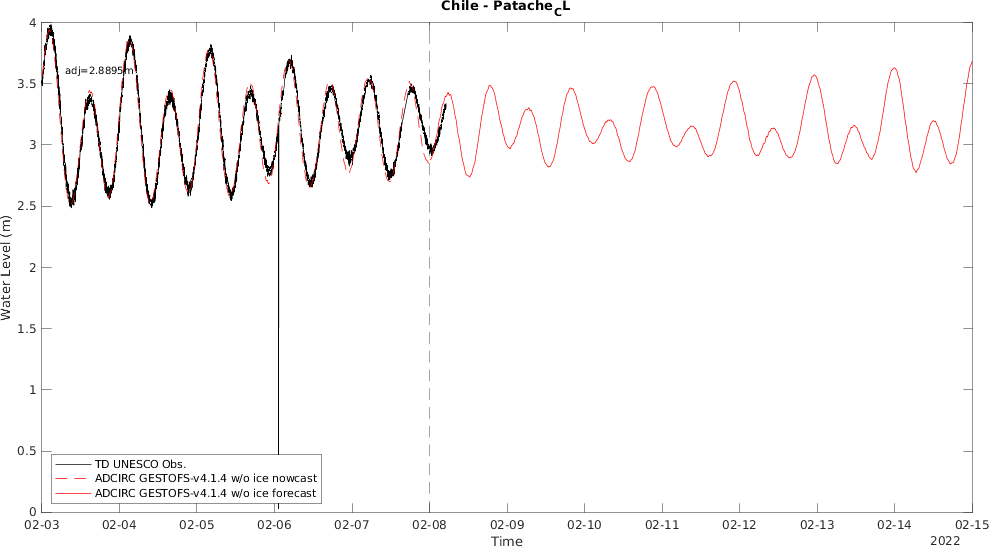 Chile - Patache_CL
4
adj=2.8895m
3.5
3
2.5
2
1.5
1
0.5
0
Water Level (m)
TD UNESCO Obs.
ADCIRC GESTOFS-v4.1.4 w/o ice nowcast
ADCIRC GESTOFS-v4.1.4 w/o ice forecast
02-03 02-04 02-05 02-06 02-07 02-08 02-09 02-10 02-11 02-12 02-13 02-14 02-15
Time
2022